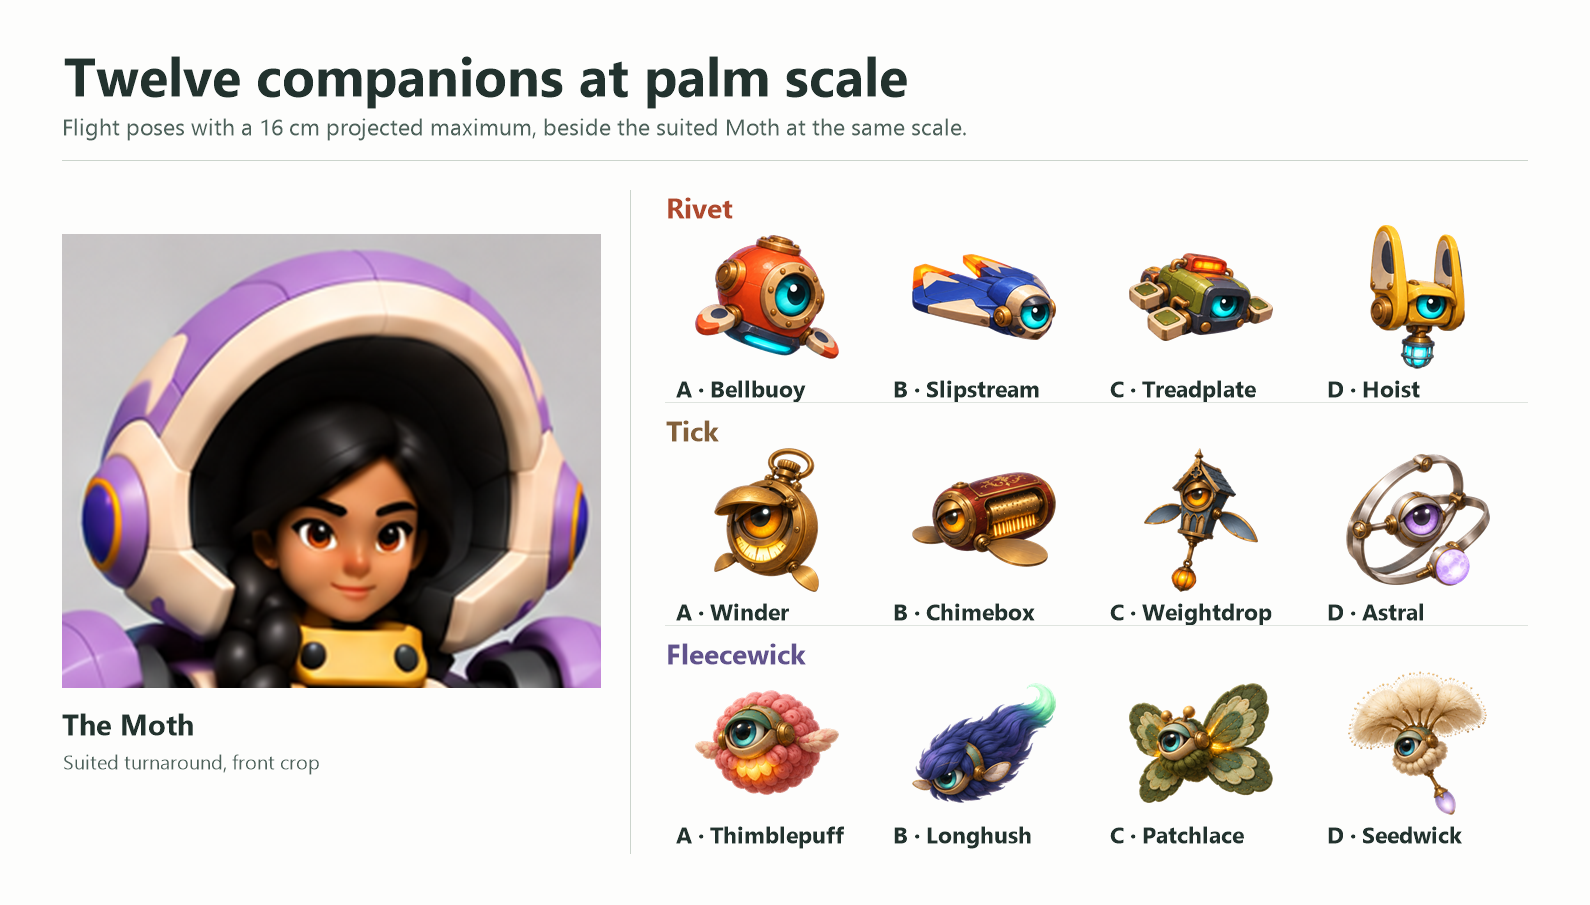 Twelve companions at palm scale
Flight poses with a 16 cm projected maximum, beside the suited Moth at the same scale.
The Moth
Suited turnaround, front crop
Rivet
A · Bellbuoy
B · Slipstream
C · Treadplate
D · Hoist
Tick
A · Winder
B · Chimebox
C · Weightdrop
D · Astral
Fleecewick
A · Thimblepuff
B · Longhush
C · Patchlace
D · Seedwick